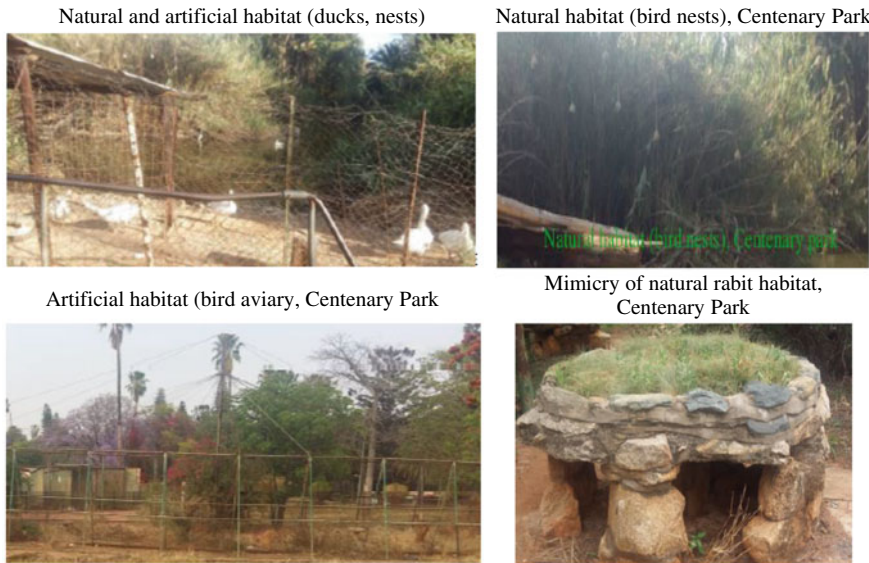 Natural and artificial habitat (ducks, nests)
Natural habitat (bird nests), Centenary Park
Natural habitat (bird nests), Centenary park
Artificial habitat (bird aviary, Centenary Park
Mimicry of natural rabit habitat,
Centenary Park